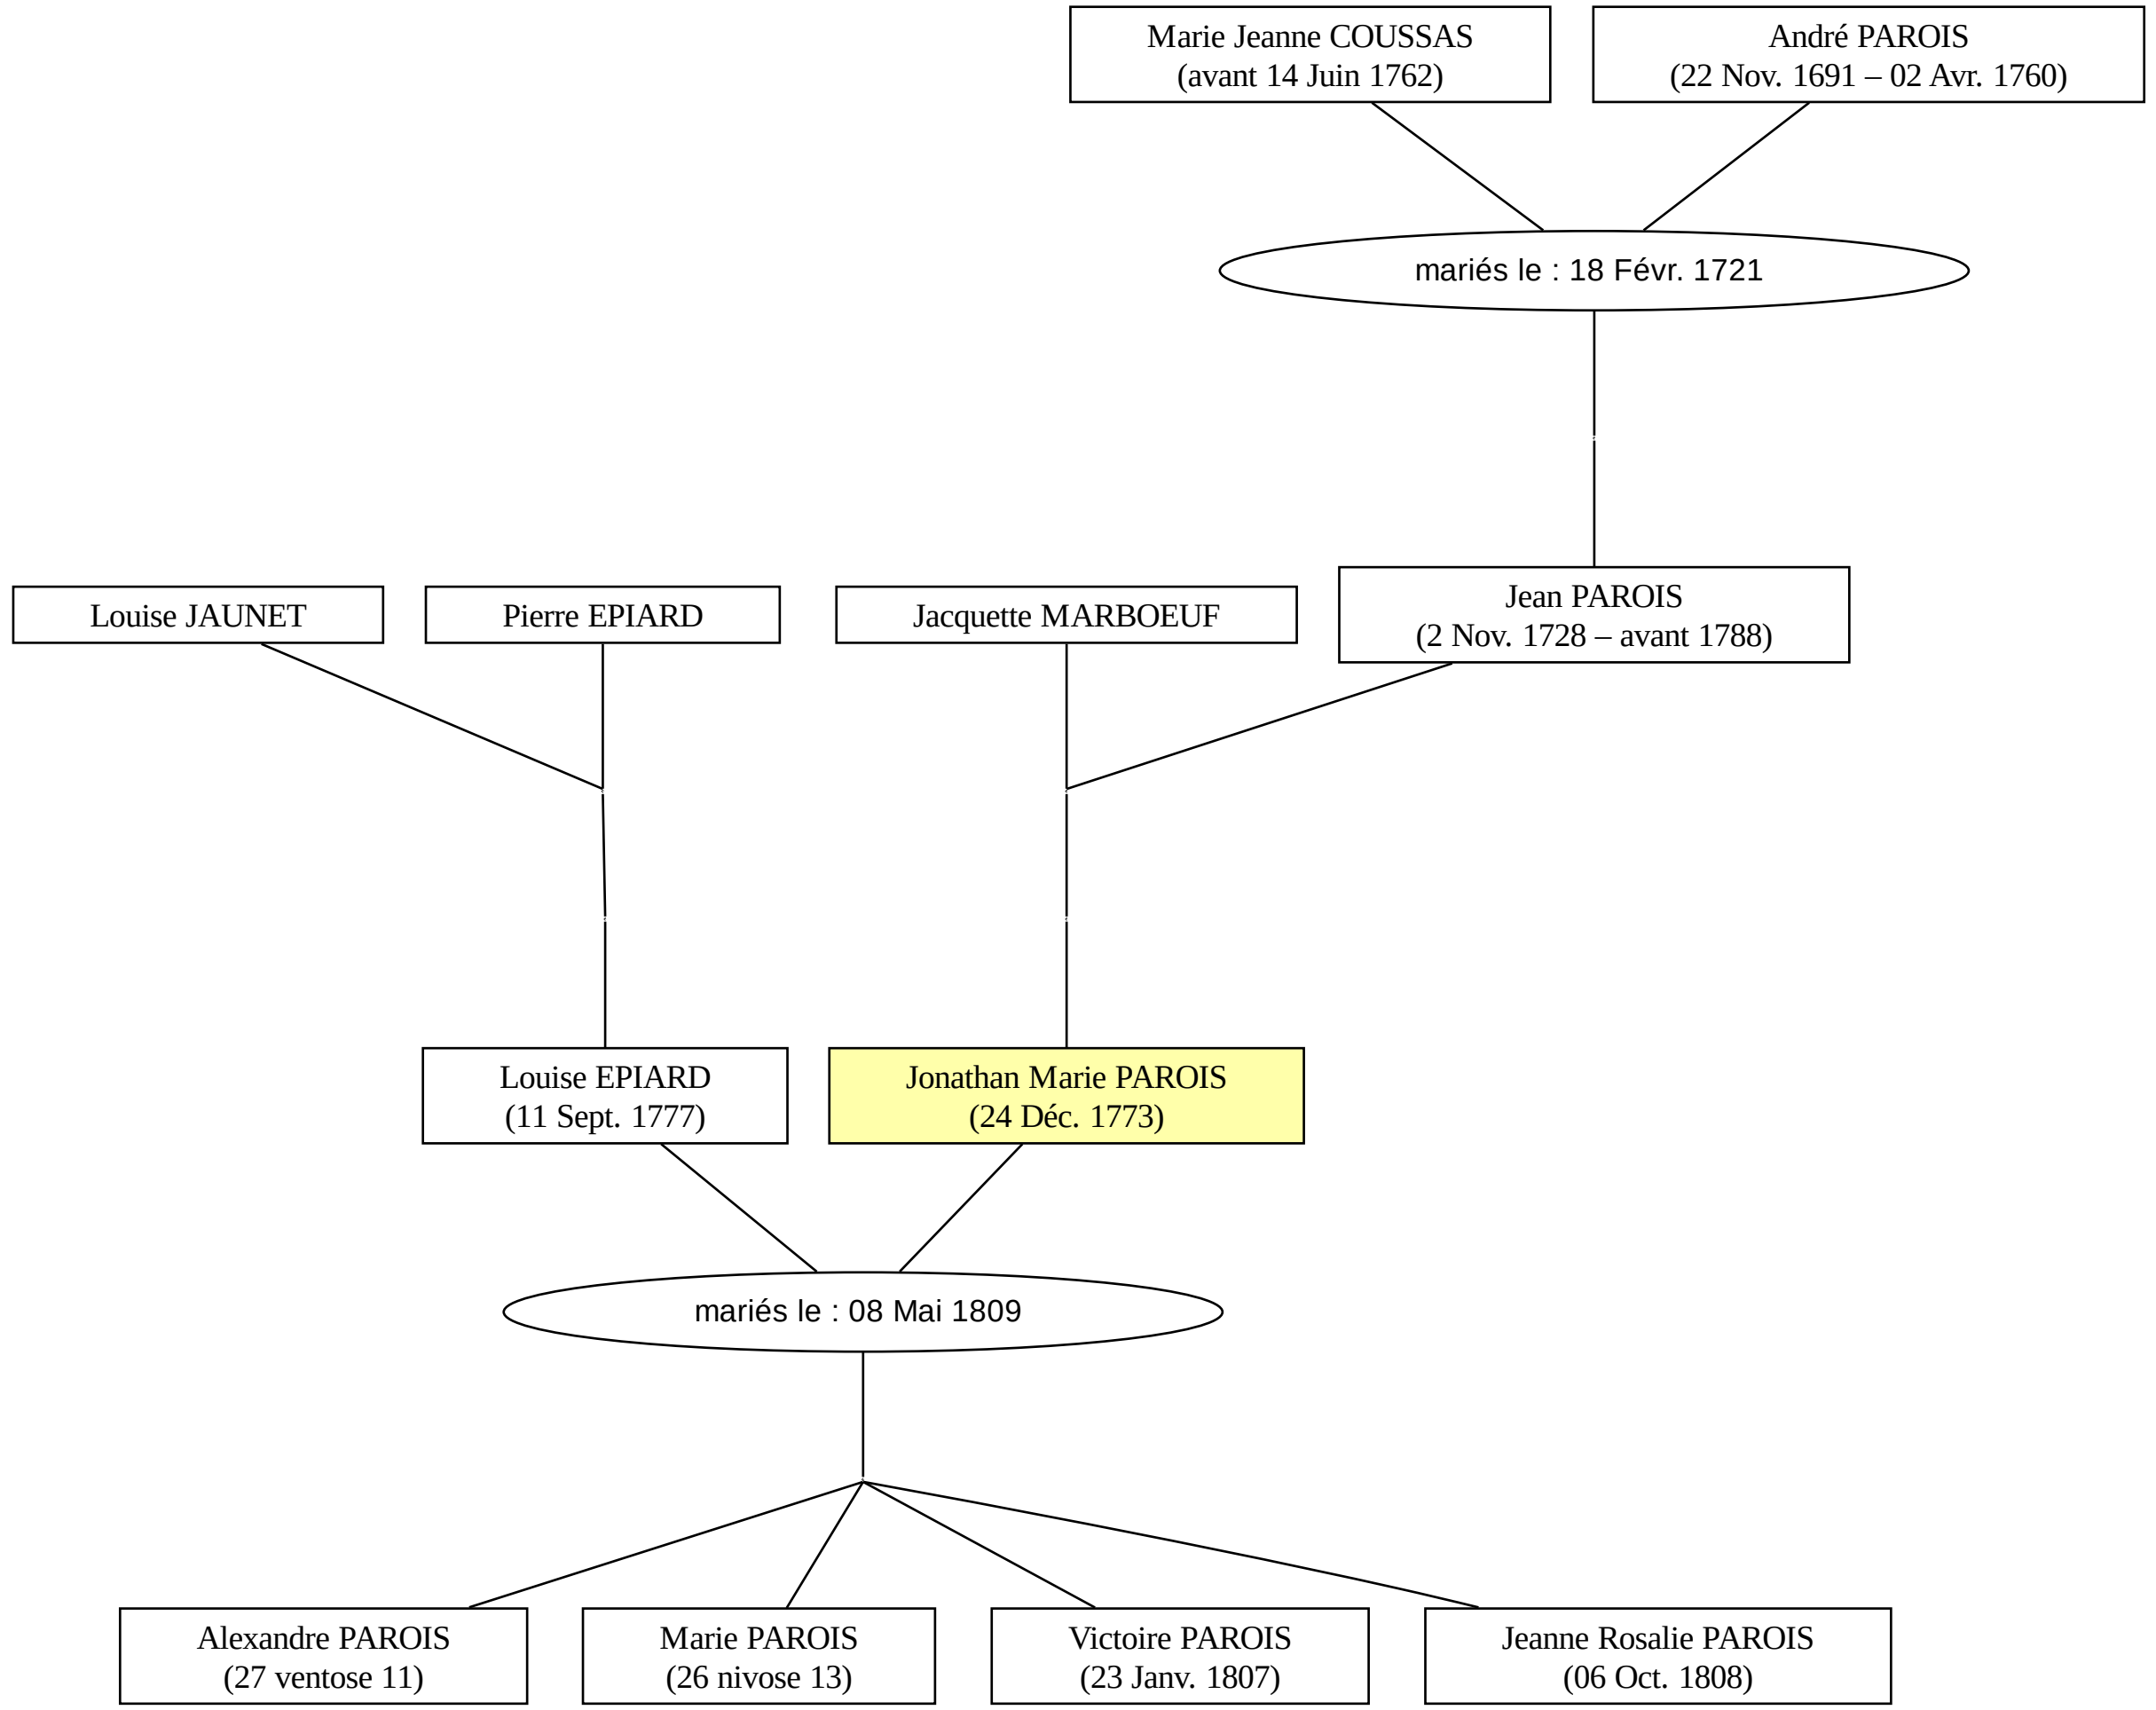 Marie Jeanne COUSSAS
(avant 14 Juin 1762)
André PAROIS
(22 Nov. 1691 – 02 Avr. 1760)
mariés le : 18 Févr. 1721
Louise JAUNET
Pierre EPIARD
Jacquette MARBOEUF
Jean PAROIS
(2 Nov. 1728 – avant 1788)
Louise EPIARD
(11 Sept. 1777)
Jonathan Marie PAROIS
(24 Déc. 1773)
mariés le : 08 Mai 1809
Alexandre PAROIS
(27 ventose 11)
Marie PAROIS
(26 nivose 13)
Victoire PAROIS
(23 Janv. 1807)
Jeanne Rosalie PAROIS
(06 Oct. 1808)